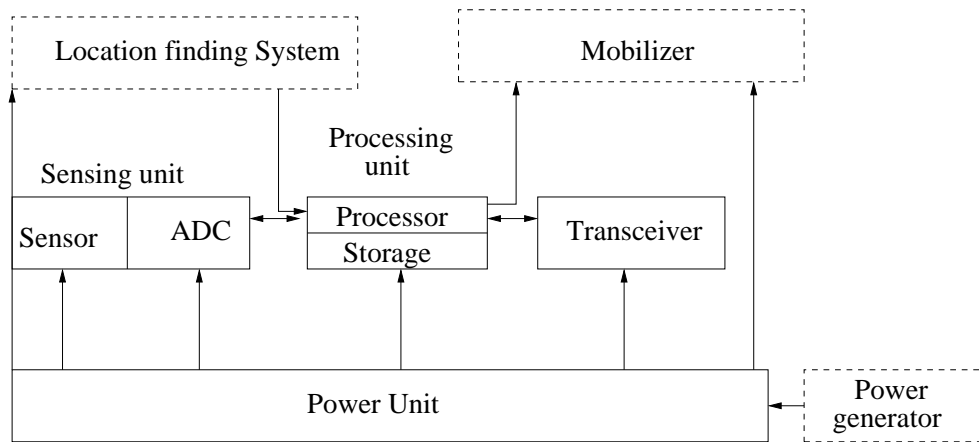 Location finding System
Mobilizer
Processing
unit
Sensing unit
Sensor
ADC
Processor
Storage
Transceiver
Power Unit
Power
generator